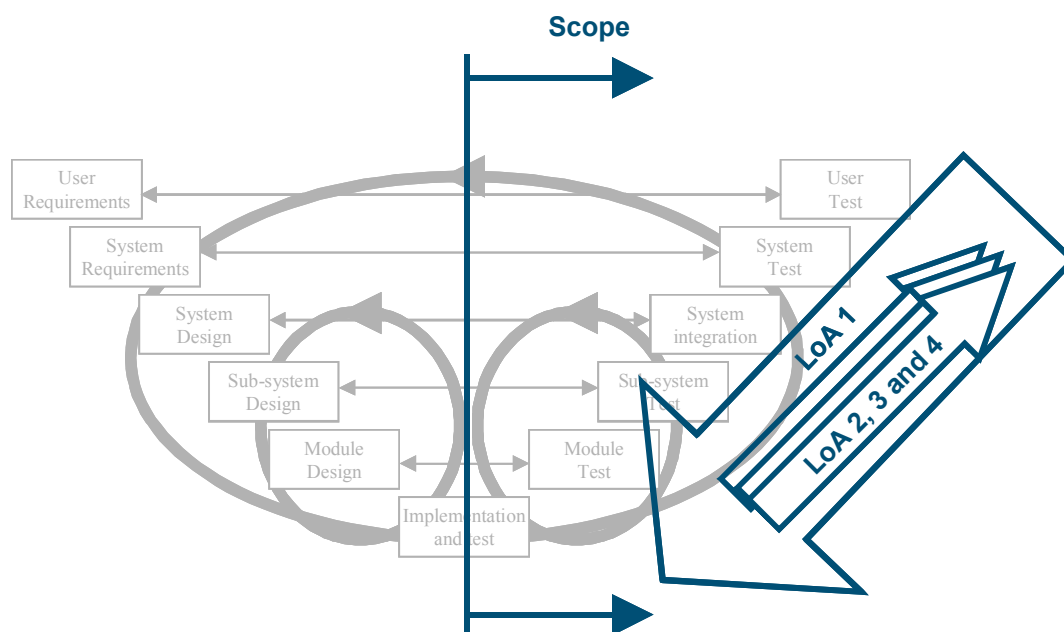 Scope
User
Requirements
User
Test
System
Requirements
System
Test
System
Design
System
integration
Sub-system
Design
Sub-system
Test
Module
Design
Module
Test
Implementation
and test
LoA 1
LoA 2, 3 and 4